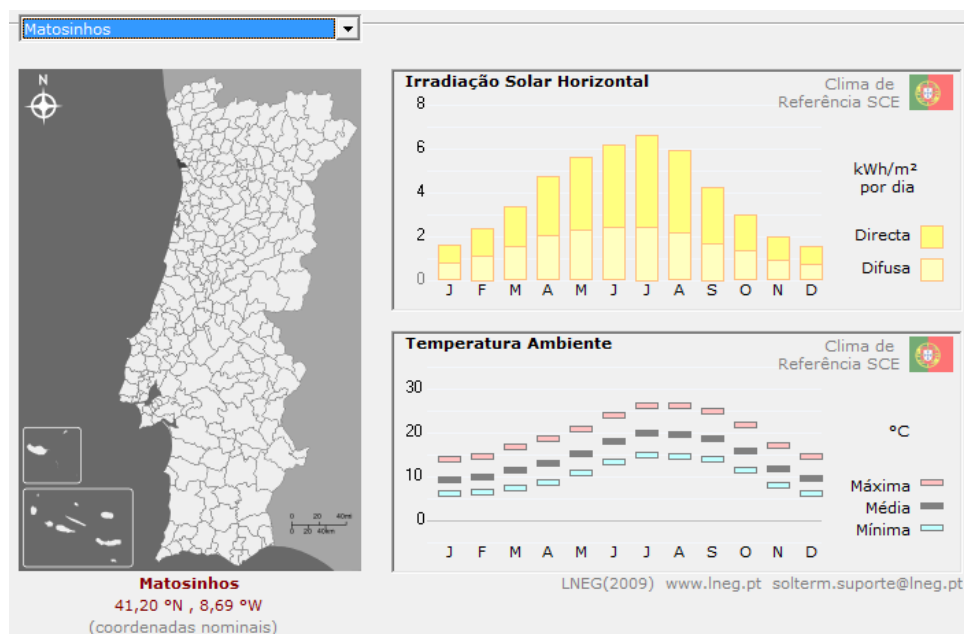 Matosinhos
N
0 20 40mi
0 20 40km
Matosinhos
41,20 °N , 8,69 °W
(coordenadas nominais)
Irradiação Solar Horizontal
Clima de
Referência SCE
8
6
4
2
0
J F M A M J J A S O N D
kWh/m²
por dia
Directa
Difusa
Temperatura Ambiente
Clima de
Referência SCE
30
20
10
0
J F M A M J J A S O N D
°C
Máxima
Média
Mínima
LNEG(2009) www.lneg.pt solterm.suporte@lneg.pt